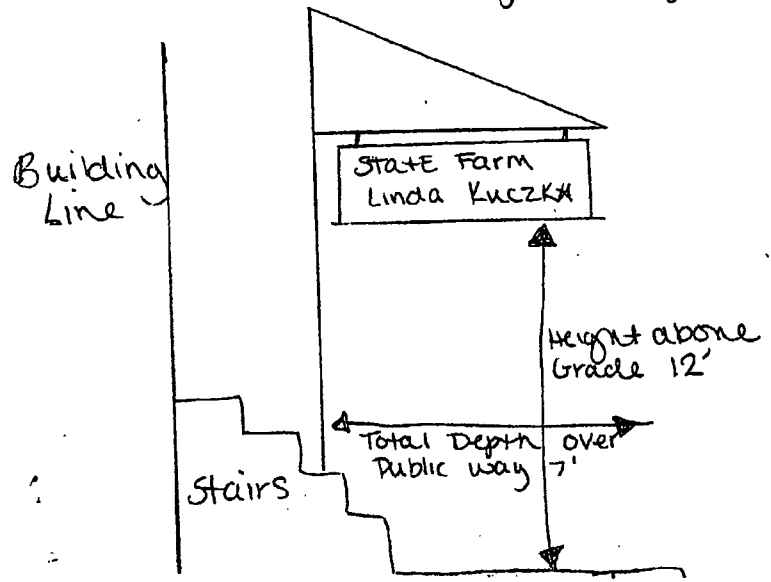 Building
Line
StatE Farm
Linda KuczkA
Height above
Grade 12'
Total Depth over
Public way 7'
Stairs